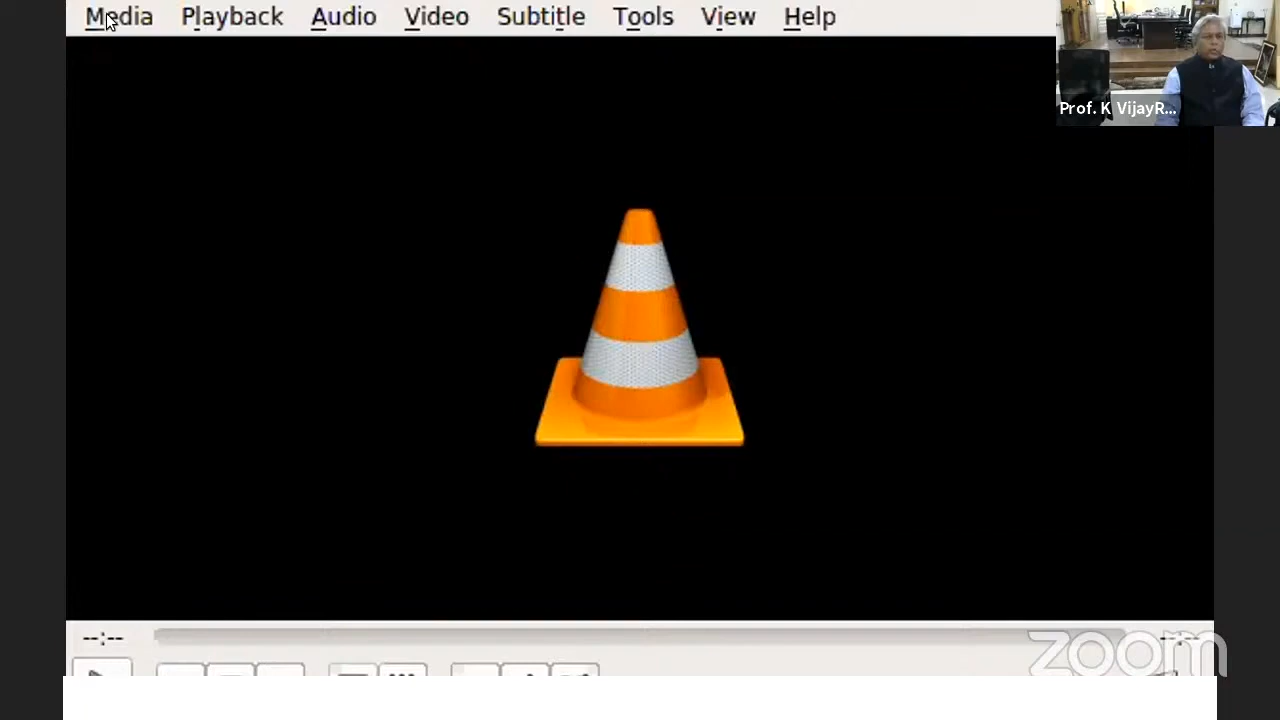 Media Playback Audio Video Subtitle Tools View Help
Prof. K VijayR...
--:-- --:--
zoom